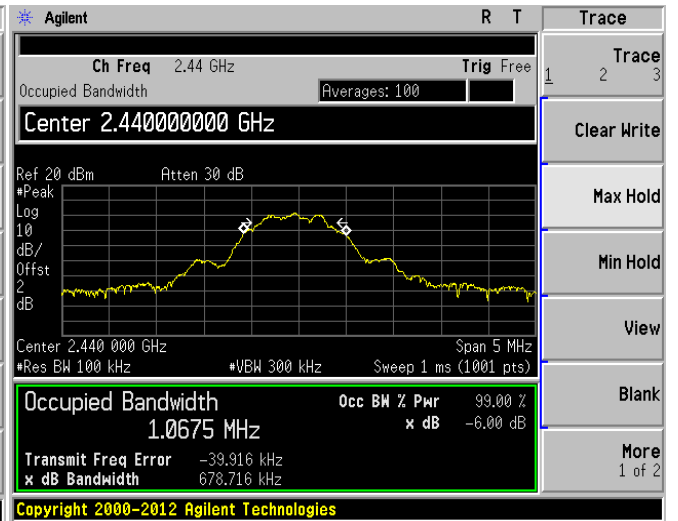 Agilent R T Trace
Ch Freq 2.44 GHz Trig Free
Occupied Bandwidth Averages: 100
Center 2.440000000 GHz
Ref 20 dBm Atten 30 dB
#Peak
Log
10
dB/
Offst
2
dB
Center 2.440 000 GHz Span 5 MHz
#Res BW 100 kHz #VBW 300 kHz Sweep 1 ms (1001 pts)
Occupied Bandwidth Occ BW % Pwr 99.00 %
1.0675 MHz x dB -6.00 dB
Transmit Freq Error -39.916 kHz
x dB Bandwidth 678.716 kHz
Copyright 2000-2012 Agilent Technologies
Trace
1 2 3
Clear Write
Max Hold
Min Hold
View
Blank
More
1 of 2